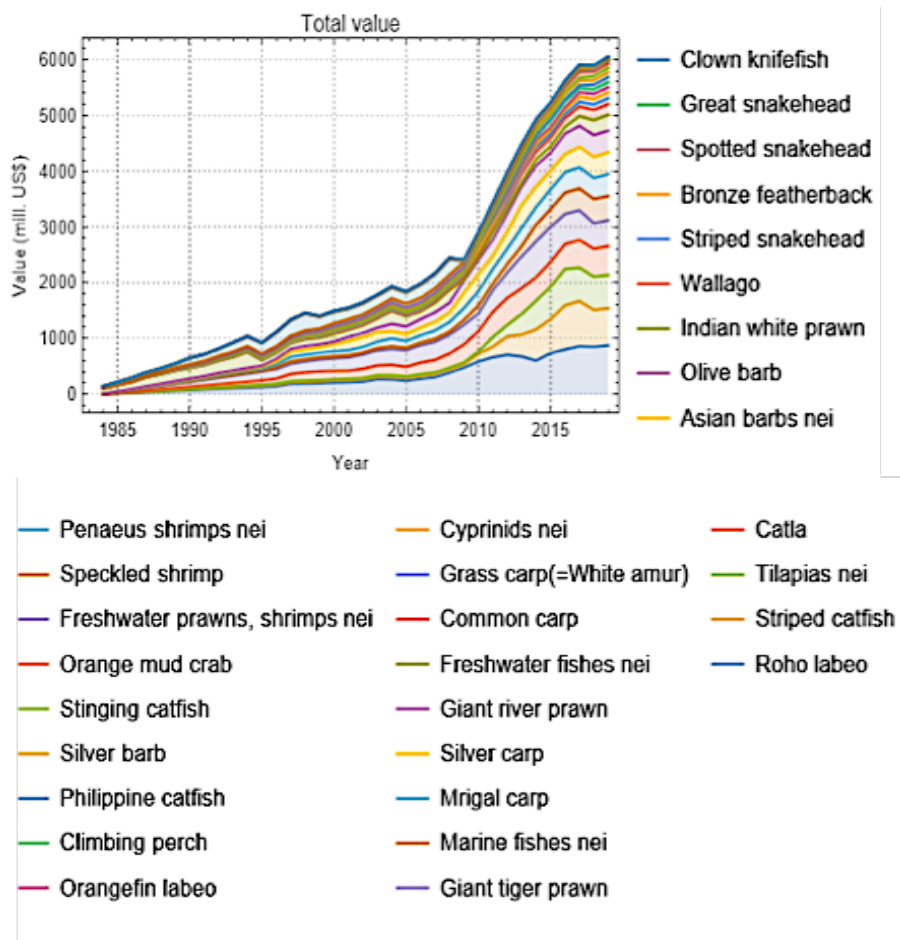 Total value
6000
5000
4000
3000
2000
1000
0
Value (mill. US$)
1985 1990 1995 2000 2005 2010 2015
Year
Clown knifefish
Great snakehead
Spotted snakehead
Bronze featherback
Striped snakehead
Wallago
Indian white prawn
Olive barb
Asian barbs nei
Penaeus shrimps nei
Speckled shrimp
Freshwater prawns, shrimps nei
Orange mud crab
Stinging catfish
Silver barb
Philippine catfish
Climbing perch
Orangefin labeo
Cyprinids nei
Grass carp(=White amur)
Common carp
Freshwater fishes nei
Giant river prawn
Silver carp
Mrigal carp
Marine fishes nei
Giant tiger prawn
Catla
Tilapias nei
Striped catfish
Roho labeo